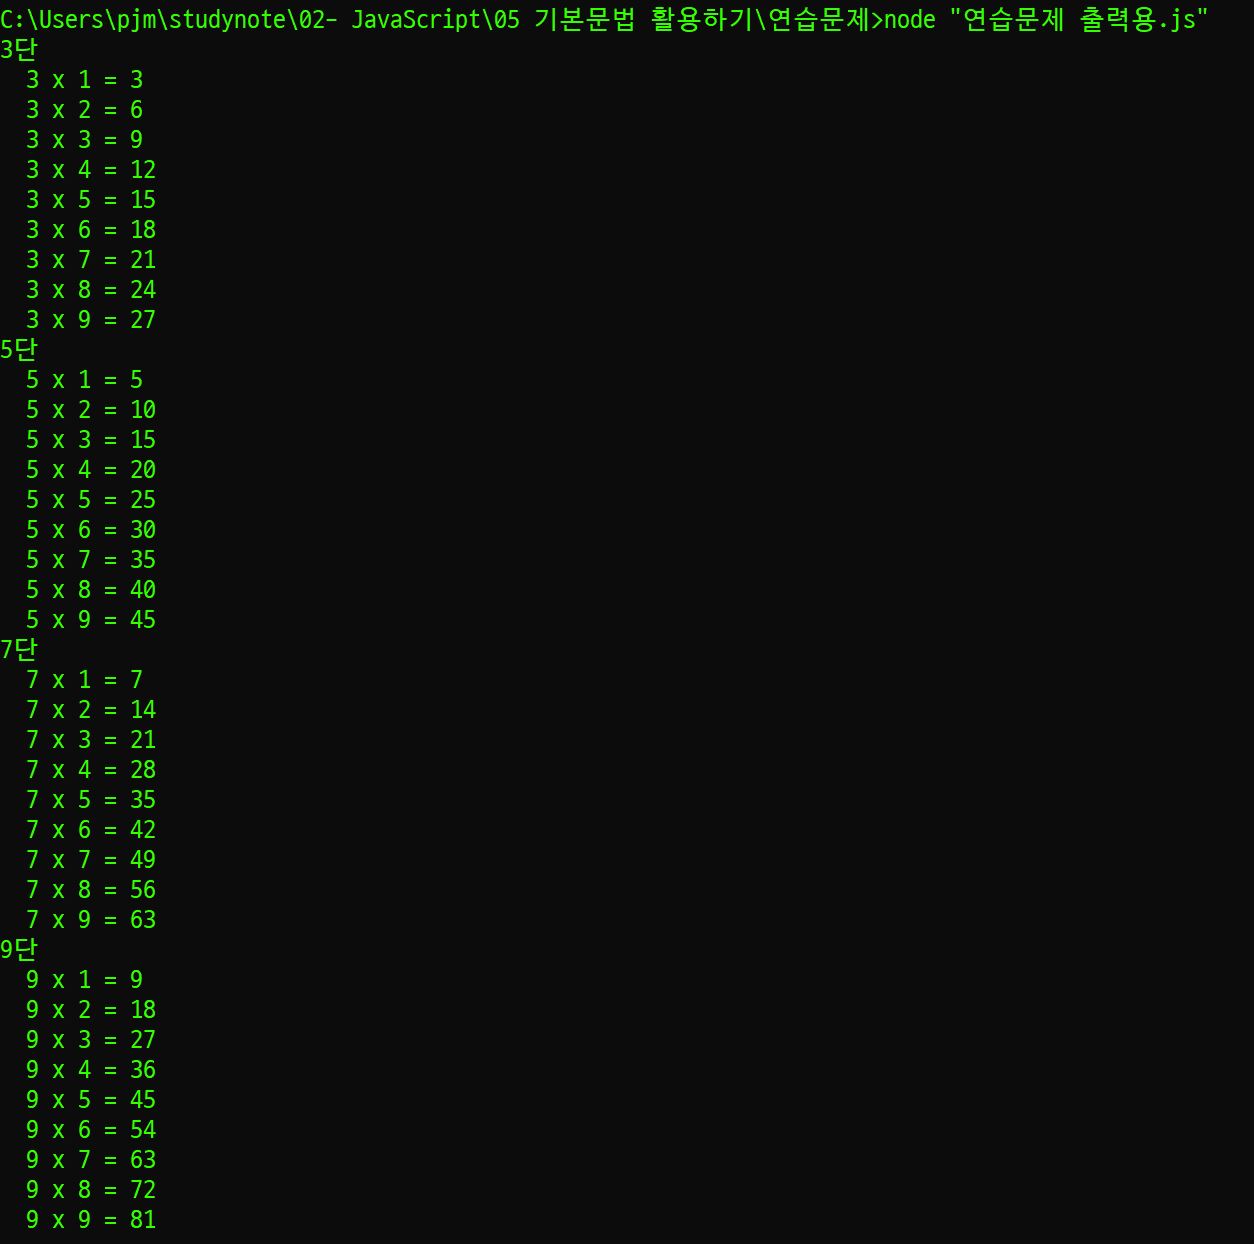 C:\Users\pjm\studynote\02- JavaScript\05 기본문법 활용하기\연습문제>node "연습문제 출력용.js"
3단
  3 x 1 = 3
  3 x 2 = 6
  3 x 3 = 9
  3 x 4 = 12
  3 x 5 = 15
  3 x 6 = 18
  3 x 7 = 21
  3 x 8 = 24
  3 x 9 = 27
5단
  5 x 1 = 5
  5 x 2 = 10
  5 x 3 = 15
  5 x 4 = 20
  5 x 5 = 25
  5 x 6 = 30
  5 x 7 = 35
  5 x 8 = 40
  5 x 9 = 45
7단
  7 x 1 = 7
  7 x 2 = 14
  7 x 3 = 21
  7 x 4 = 28
  7 x 5 = 35
  7 x 6 = 42
  7 x 7 = 49
  7 x 8 = 56
  7 x 9 = 63
9단
  9 x 1 = 9
  9 x 2 = 18
  9 x 3 = 27
  9 x 4 = 36
  9 x 5 = 45
  9 x 6 = 54
  9 x 7 = 63
  9 x 8 = 72
  9 x 9 = 81